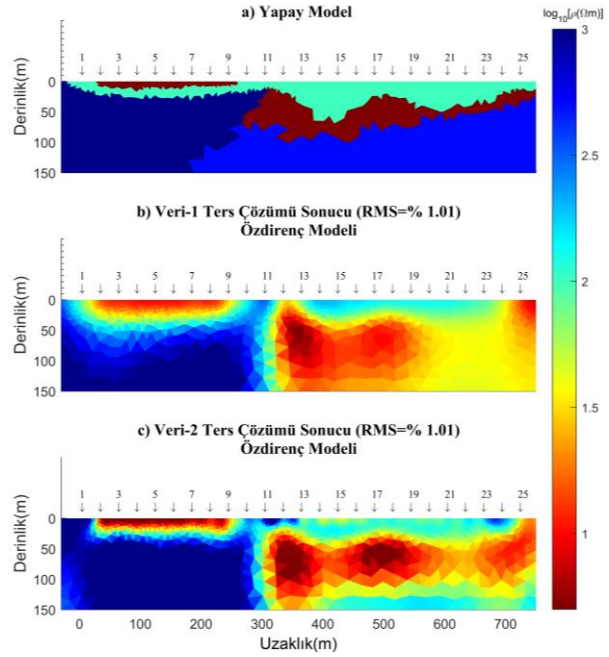 a) Yapay Model
log₁₀[ρ(Ωm)]
1 3 5 7 9 11 13 15 17 19 21 23 25
Derinlik(m)
0
50
100
150
b) Veri-1 Ters Çözümü Sonucu (RMS=% 1.01)
Özdirenç Modeli
1 3 5 7 9 11 13 15 17 19 21 23 25
Derinlik(m)
0
50
100
150
c) Veri-2 Ters Çözümü Sonucu (RMS=% 1.01)
Özdirenç Modeli
1 3 5 7 9 11 13 15 17 19 21 23 25
Derinlik(m)
0
50
100
150
0 100 200 300 400 500 600 700
Uzaklık(m)
3
2.5
2
1.5
1